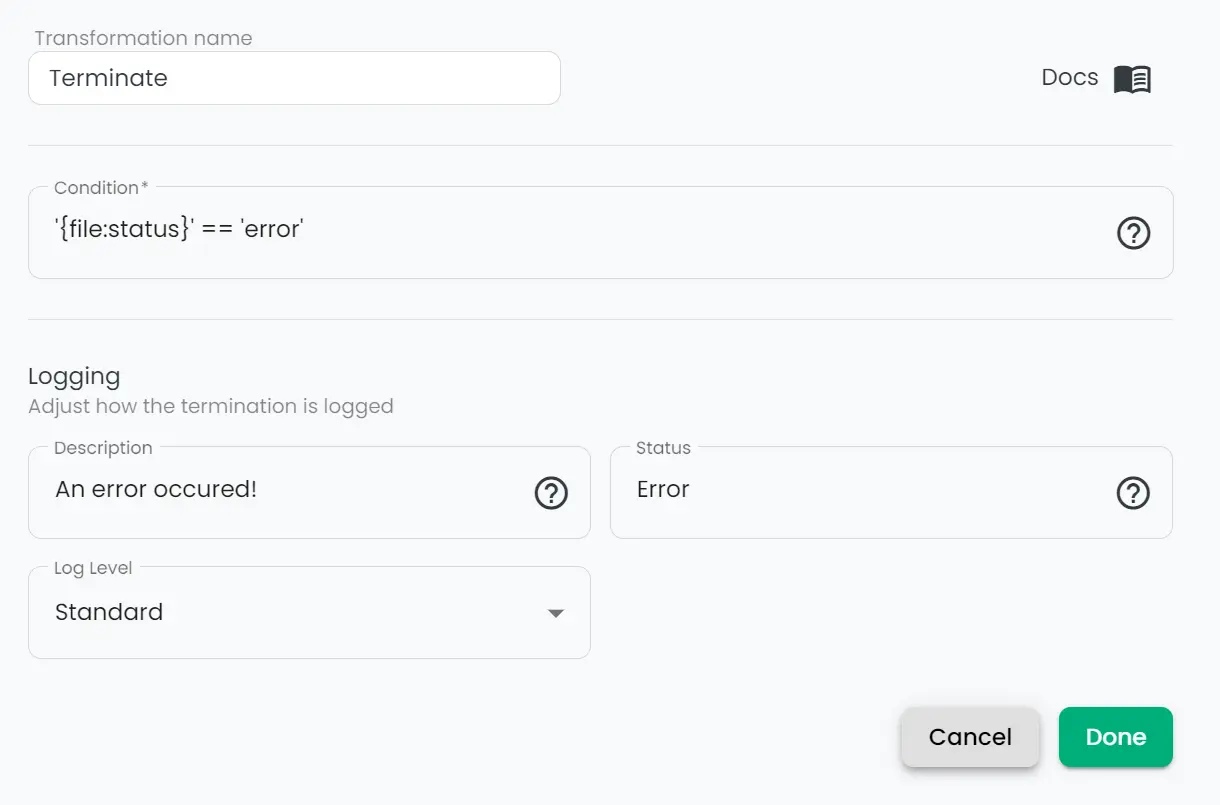 Transformation name
Terminate
Docs
Condition*
'{file:status}' == 'error'
Logging
Adjust how the termination is logged
Description
An error occured!
Status
Error
Log Level
Standard
Cancel
Done